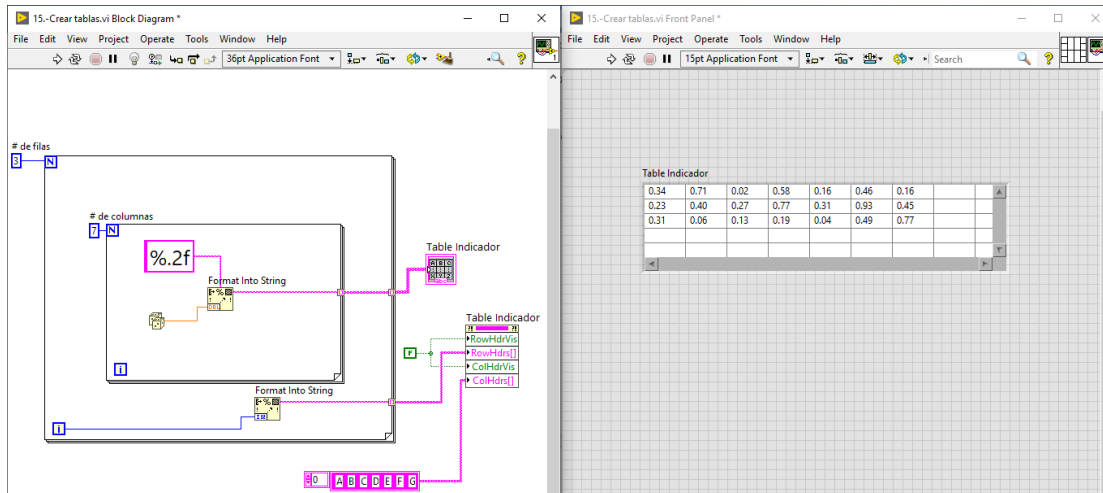 15.-Crear tablas.vi Block Diagram *
File Edit View Project Operate Tools Window Help
36pt Application Font
# de filas
3 N
# de columnas
7 N
%.2f
Format Into String
i
Format Into String
i
Table Indicador
Table Indicador
RowHdrVis
RowHdrs[]
ColHdrVis
ColHdrs[]
F
0 A B C D E F G
15.-Crear tablas.vi Front Panel *
File Edit View Project Operate Tools Window Help
15pt Application Font
Search
Table Indicador
0.34 0.71 0.02 0.58 0.16 0.46 0.16
0.23 0.40 0.27 0.77 0.31 0.93 0.45
0.31 0.06 0.13 0.19 0.04 0.49 0.77